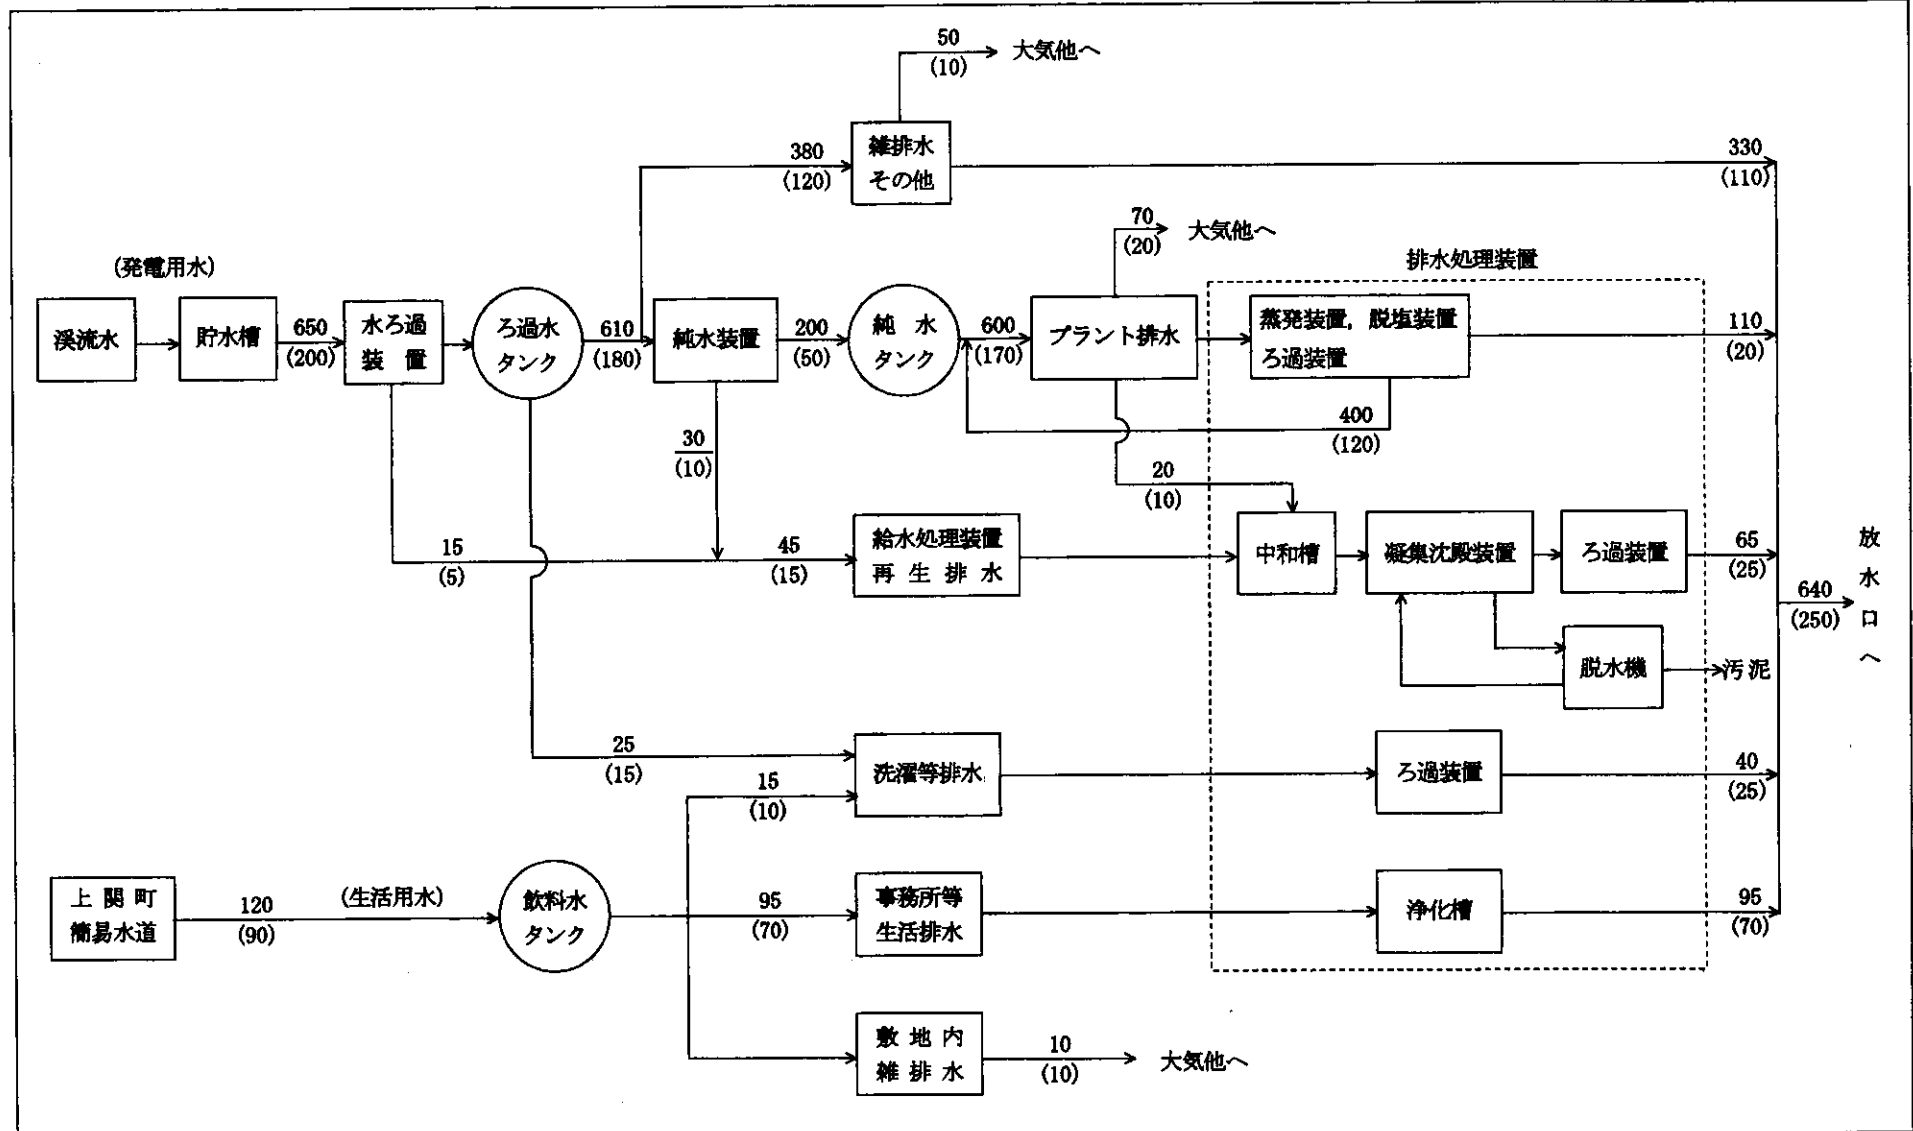 50
(10)
大気他へ
380
(120)
雑排水
その他
330
(110)
70
(20)
大気他へ
排水処理装置
(発電用水)
渓流水
貯水槽
650
(200)
水ろ過
装 置
ろ過水
タンク
610
(180)
純水装置
200
(50)
純 水
タンク
600
(170)
プラント排水
蒸発装置，脱塩装置
ろ過装置
110
(20)
400
(120)
30
(10)
20
(10)
15
(5)
45
(15)
給水処理装置
再 生 排 水
中和槽
凝集沈殿装置
ろ過装置
65
(25)
640
(250)
放水口へ
脱水機
汚泥
25
(15)
15
(10)
洗濯等排水
ろ過装置
40
(25)
上 関 町
簡易水道
120
(90)
(生活用水)
飲料水
タンク
95
(70)
事務所等
生活排水
浄化槽
95
(70)
敷 地 内
雑 排 水
10
(10)
大気他へ